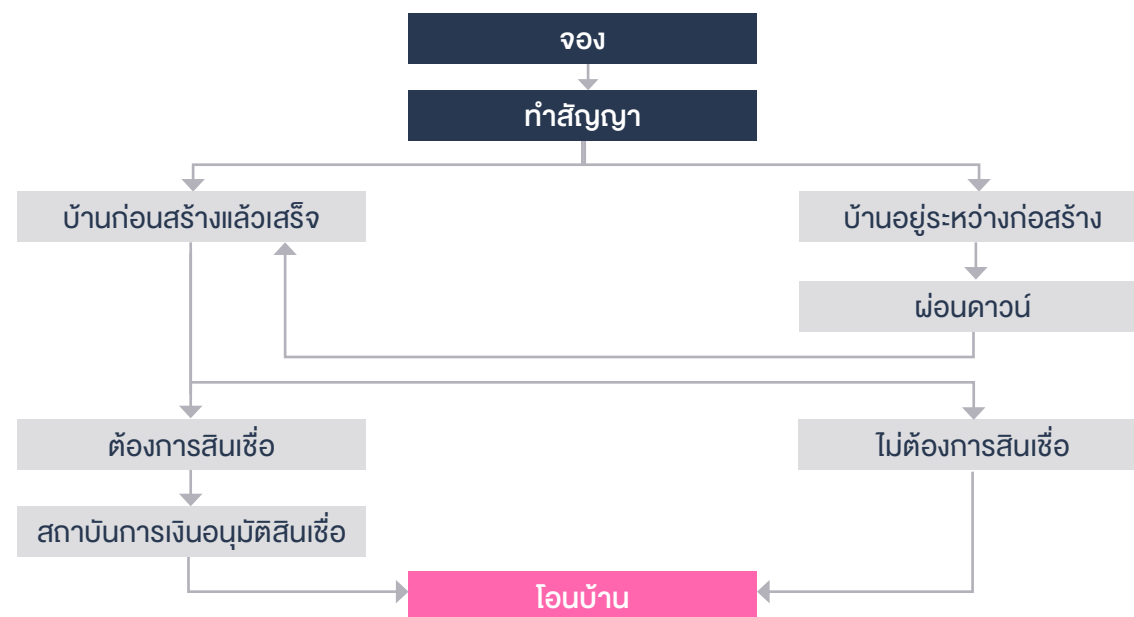 จอง
ทำสัญญา
บ้านก่อนสร้างแล้วเสร็จ
บ้านอยู่ระหว่างก่อสร้าง
ผ่อนดาวน์
ต้องการสินเชื่อ
ไม่ต้องการสินเชื่อ
สถาบันการเงินอนุมัติสินเชื่อ
โอนบ้าน